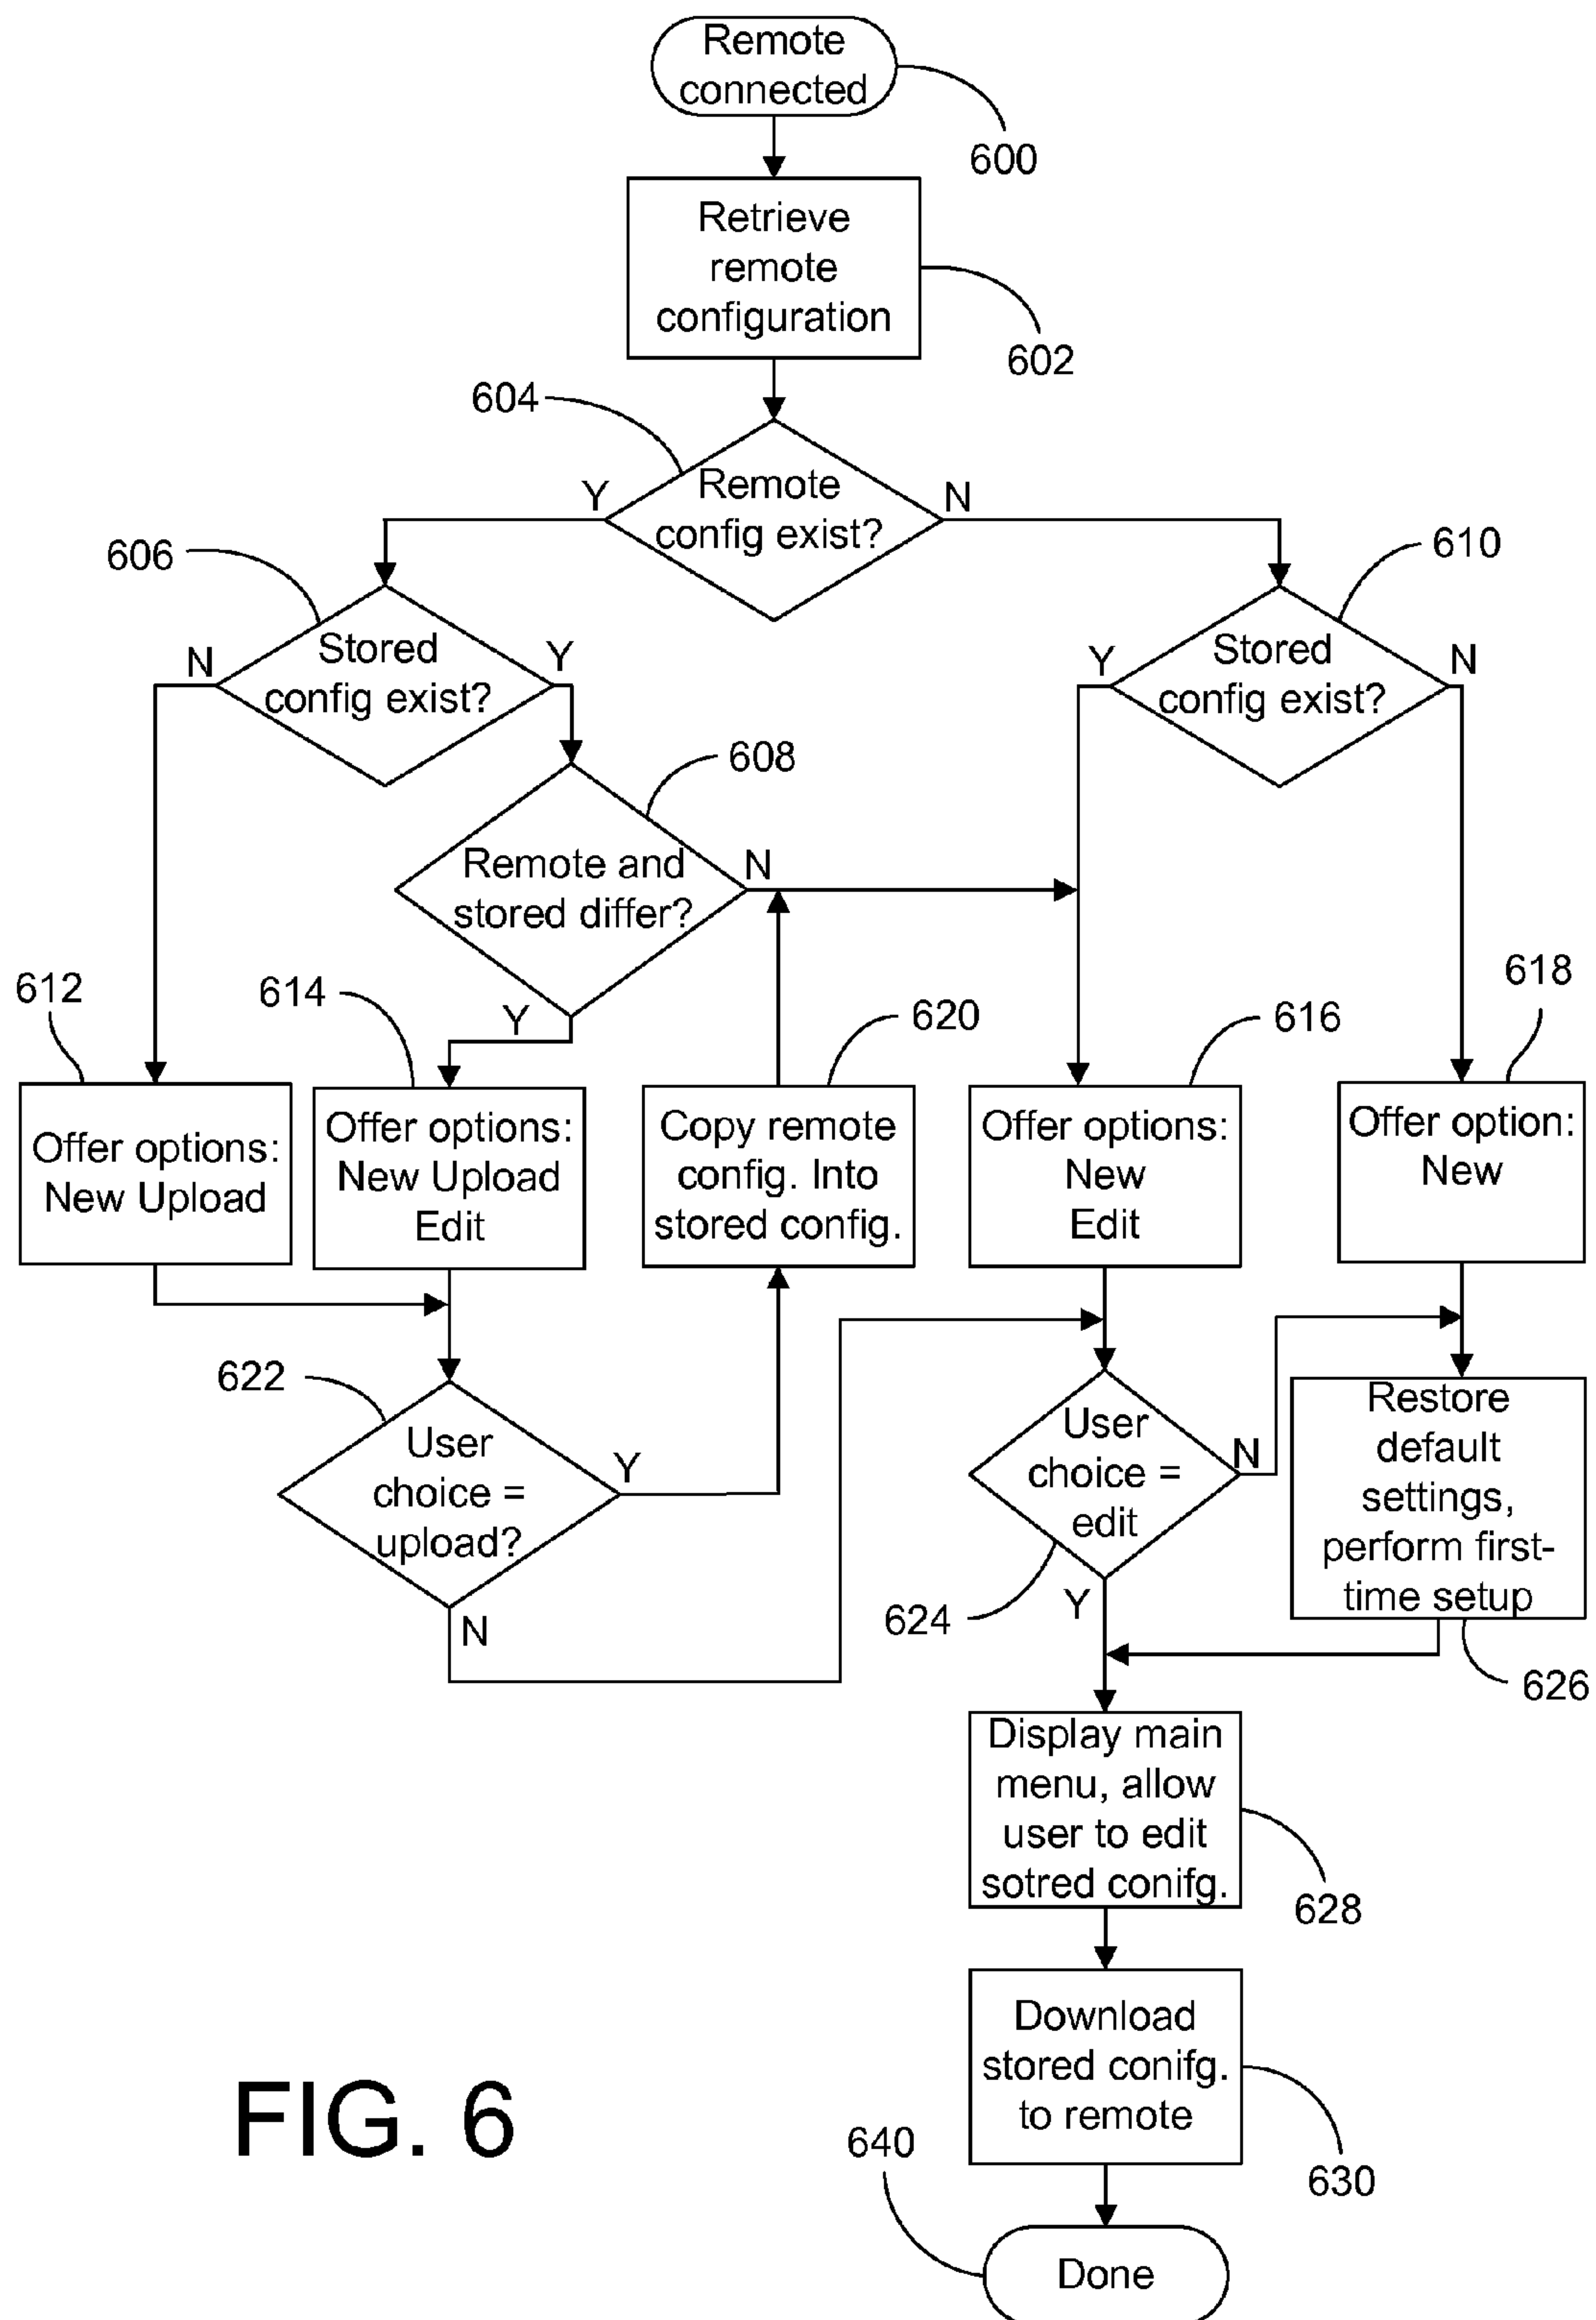 Remote
connected
600
Retrieve
remote
configuration
602
604
Y
Remote
config exist?
N
606
610
N
Stored
config exist?
Y
Y
Stored
config exist?
N
608
Remote and
stored differ?
N
Y
612
614
620
616
618
Offer options:
New Upload
Offer options:
New Upload
Edit
Copy remote
config. Into
stored config.
Offer options:
New
Edit
Offer option:
New
622
User
choice =
upload?
Y
N
User
choice =
edit
N
Y
624
Restore
default
settings,
perform first-
time setup
626
Display main
menu, allow
user to edit
sotred conifg.
628
Download
stored conifg.
to remote
630
640
Done
FIG. 6